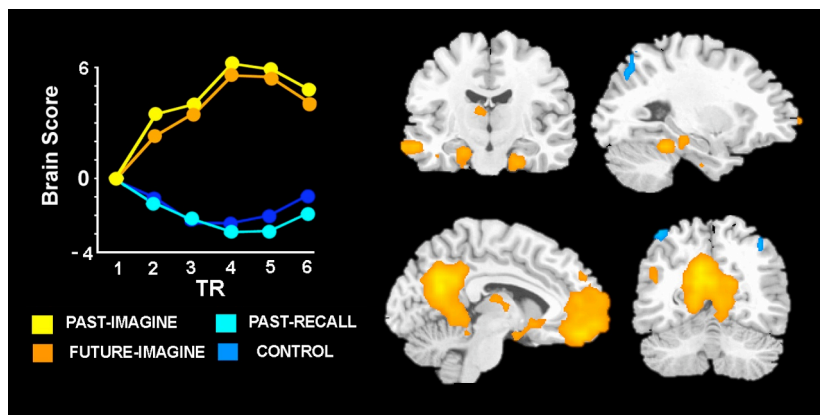 6
Brain Score
0
- 4
1 2 3 4 5 6
TR
PAST-IMAGINE PAST-RECALL
FUTURE-IMAGINE CONTROL